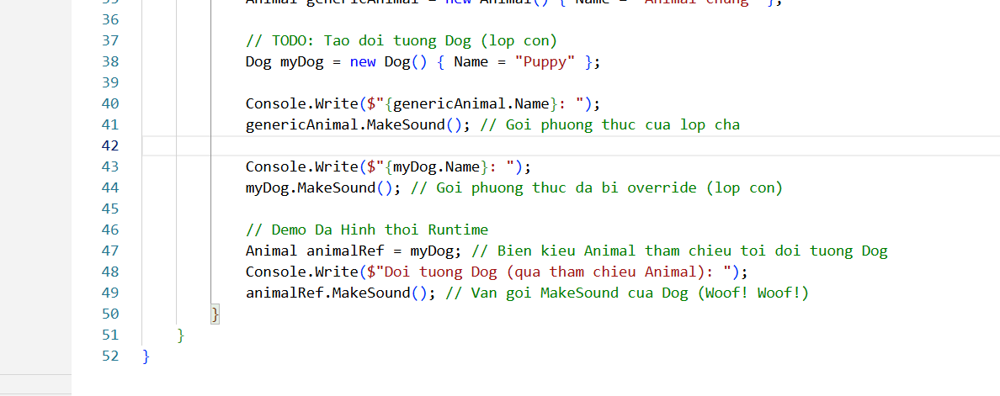 35 Animal genericAnimal = new Animal() { Name = "Animal chung" };
36
37 // TODO: Tao doi tuong Dog (lop con)
38 Dog myDog = new Dog() { Name = "Puppy" };
39
40 Console.Write($"{genericAnimal.Name}: ");
41 genericAnimal.MakeSound(); // Goi phuong thuc cua lop cha
42
43 Console.Write($"{myDog.Name}: ");
44 myDog.MakeSound(); // Goi phuong thuc da bi override (lop con)
45
46 // Demo Da Hinh thoi Runtime
47 Animal animalRef = myDog; // Bien kieu Animal tham chieu toi doi tuong Dog
48 Console.Write($"Doi tuong Dog (qua tham chieu Animal): ");
49 animalRef.MakeSound(); // Van goi MakeSound cua Dog (Woof! Woof!)
50 }
51 }
52 }